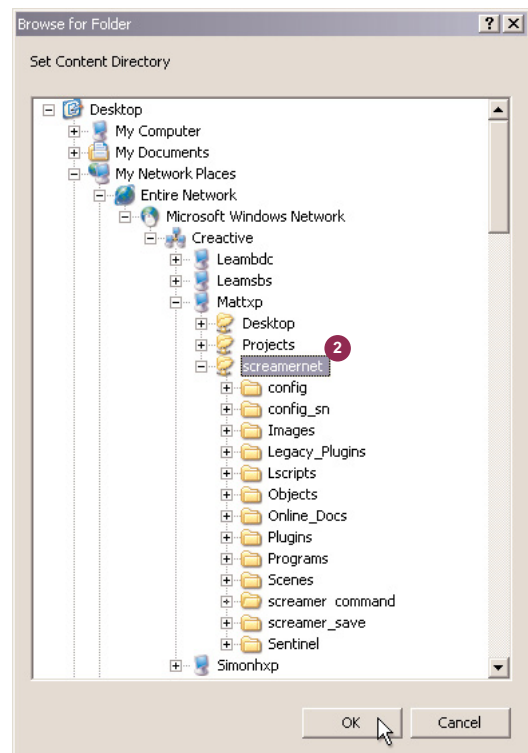 Browse for Folder
Set Content Directory
Desktop
My Computer
My Documents
My Network Places
Entire Network
Microsoft Windows Network
Creactive
Leambdc
Leamsbs
Mattxp
Desktop
Projects
2
screamernet
config
config_sn
Images
Legacy_Plugins
Lscripts
Objects
Online_Docs
Plugins
Programs
Scenes
screamer_command
screamer_save
Sentinel
Simonhxp
OK
Cancel